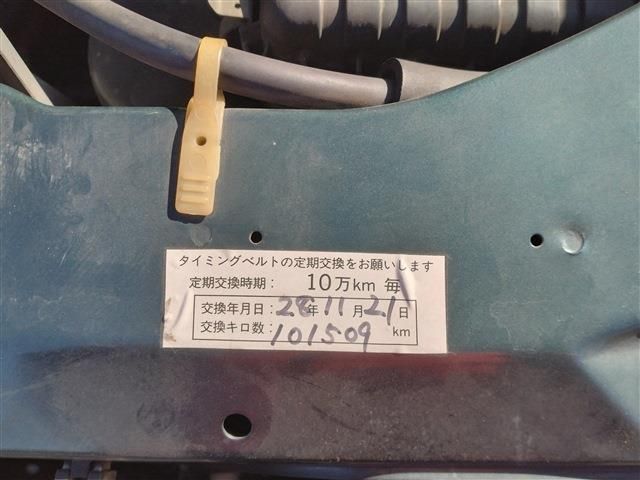 タイミングベルトの定期交換をお願いします
定期交換時期： 10万km 毎
交換年月日：28年11月21日
交換キロ数：101509 km